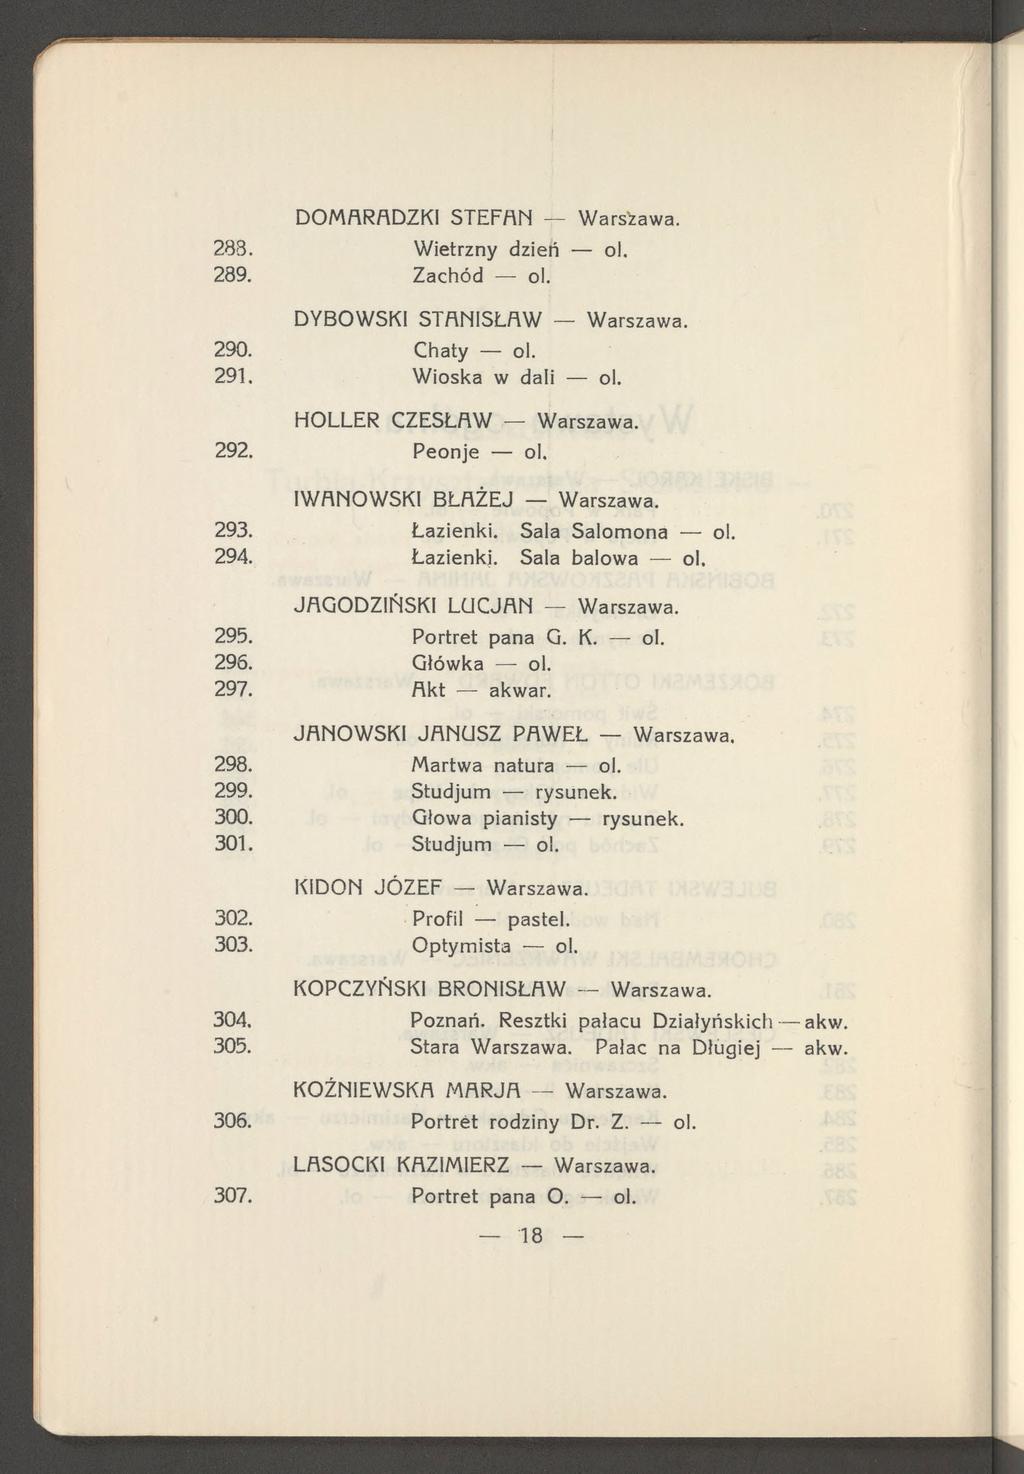 DOMARADZKI STEFAN — Warszawa.
288. Wietrzny dzień — ol.
289. Zachód — ol.
DYBOWSKI STANISŁAW — Warszawa.
290. Chaty — ol.
291. Wioska w dali — ol.
HOLLER CZESŁAW — Warszawa.
292. Peonje — ol.
IWANOWSKI BŁAŻEJ — Warszawa.
293. Łazienki. Sala Salomona — ol.
294. Łazienki. Sala balowa — ol.
JAGODZIŃSKI LUCJAN — Warszawa.
295. Portret pana G. K. — ol.
296. Główka — ol.
297. Akt — akwar.
JANOWSKI JANUSZ PAWEŁ — Warszawa.
298. Martwa natura — ol.
299. Studjum — rysunek.
300. Głowa pianisty — rysunek.
301. Studjum — ol.
KIDOŃ JÓZEF — Warszawa.
302. Profil — pastel.
303. Optymista — ol.
KOPCZYŃSKI BRONISŁAW — Warszawa.
304. Poznań. Resztki pałacu Działyńskich — akw.
305. Stara Warszawa. Pałac na Długiej — akw.
KOŹNIEWSKA MARJA — Warszawa.
306. Portret rodziny Dr. Z. — ol.
LASOCKI KAZIMIERZ — Warszawa.
307. Portret pana O. — ol.
— 18 —